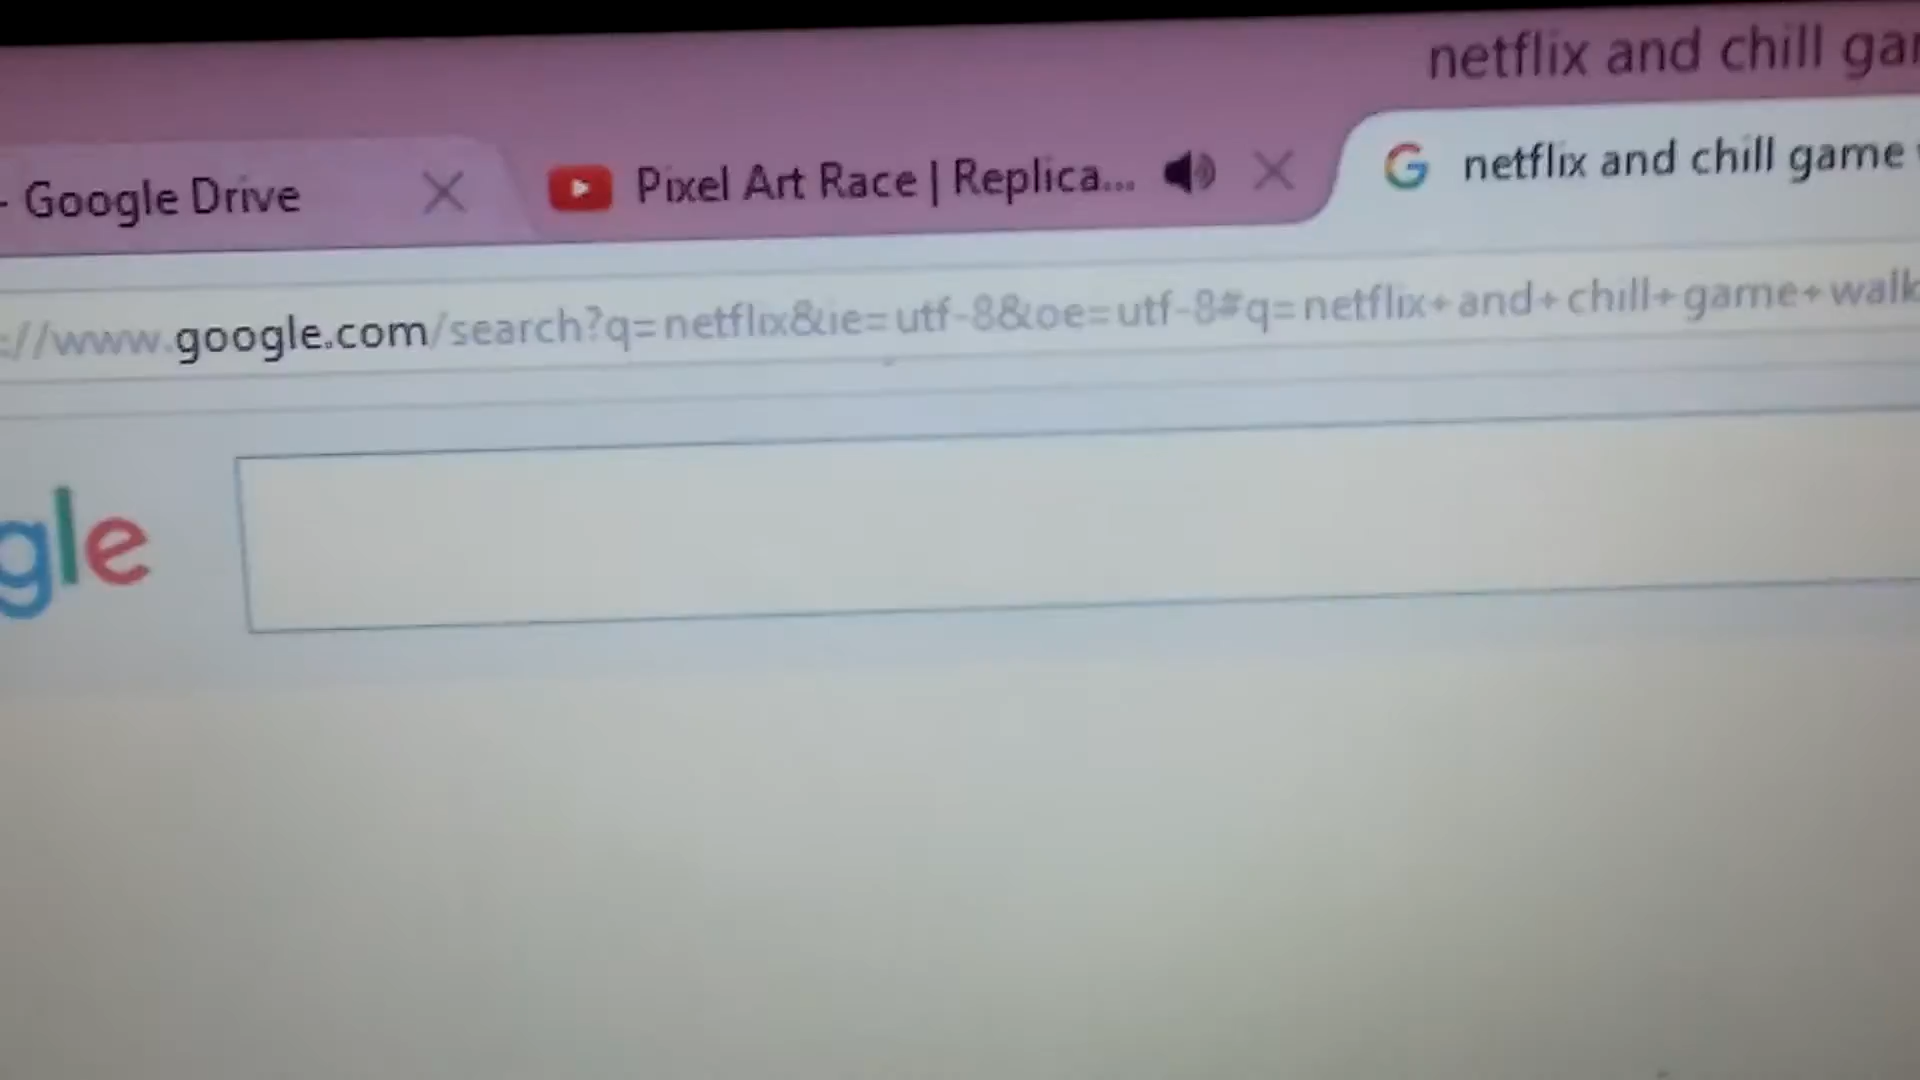 netflix and chill gam
- Google Drive
Pixel Art Race | Replica...
netflix and chill game
://www.google.com/search?q=netflix&ie=utf-8&oe=utf-8#q=netflix+and+chill+game+walk
gle